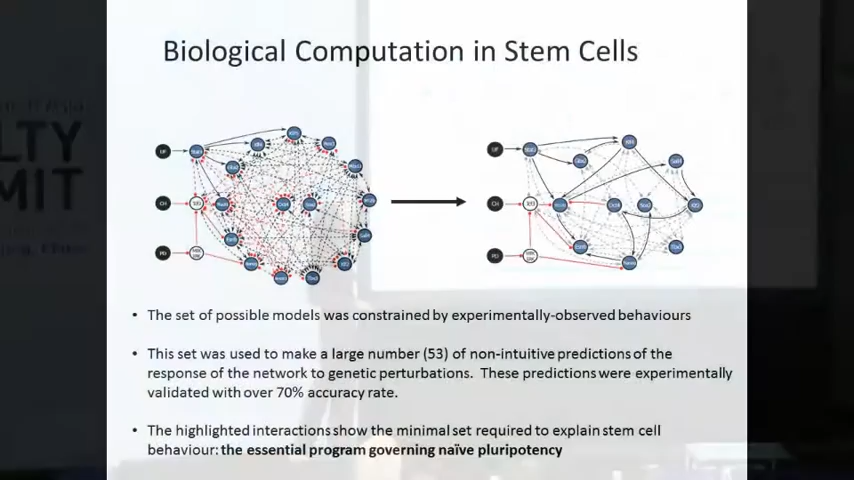 Biological Computation in Stem Cells
• The set of possible models was constrained by experimentally-observed behaviours
• This set was used to make a large number (53) of non-intuitive predictions of the
response of the network to genetic perturbations. These predictions were experimentally
validated with over 70% accuracy rate.
• The highlighted interactions show the minimal set required to explain stem cell
behaviour: the essential program governing naïve pluripotency